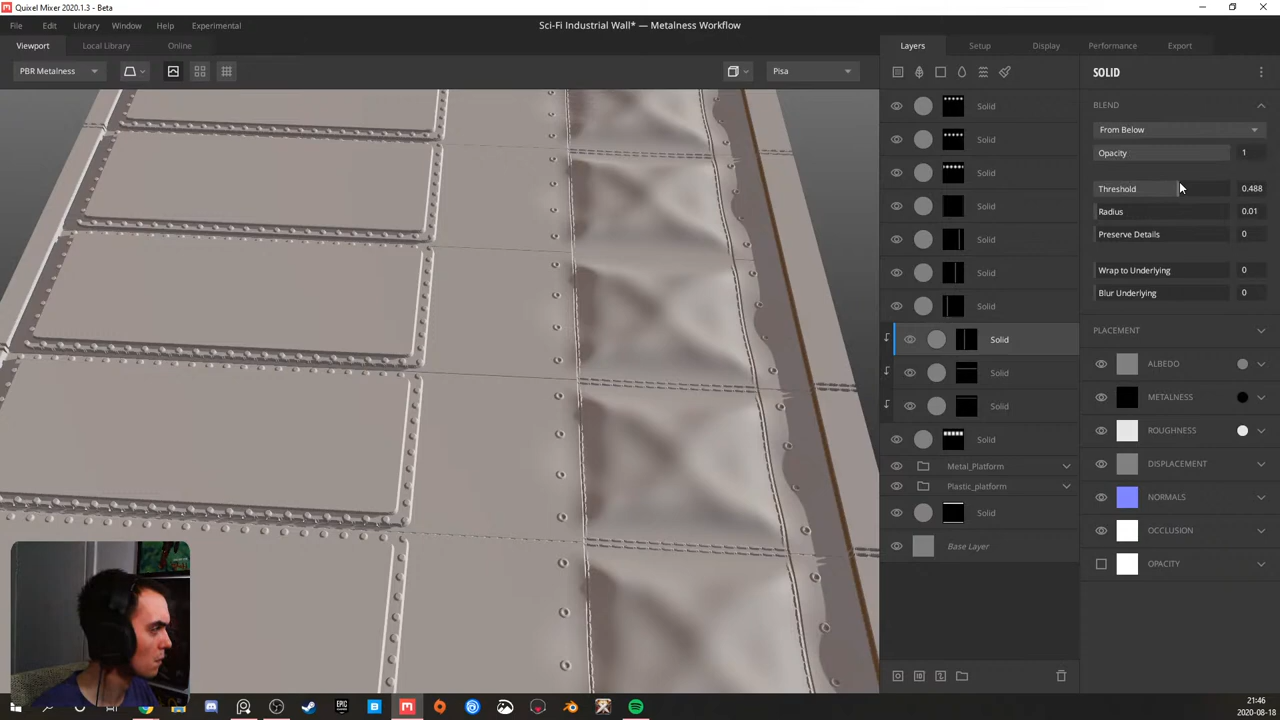 Quixel Mixer 2020.1.3 - Beta
File Edit Library Window Help Experimental
Sci-Fi Industrial Wall* — Metalness Workflow
Viewport Local Library Online
Layers Setup Display Performance Export
PBR Metalness
Pisa
SOLID
BLEND
From Below
Opacity 1
Threshold 0.488
Radius 0.01
Preserve Details 0
Wrap to Underlying 0
Blur Underlying 0
PLACEMENT
ALBEDO
METALNESS
ROUGHNESS
DISPLACEMENT
NORMALS
OCCLUSION
OPACITY
Solid
Solid
Solid
Solid
Solid
Solid
Solid
Solid
Solid
Solid
Solid
Metal_Platform
Plastic_platform
Solid
Base Layer
EPIC
21:46
2020-08-18